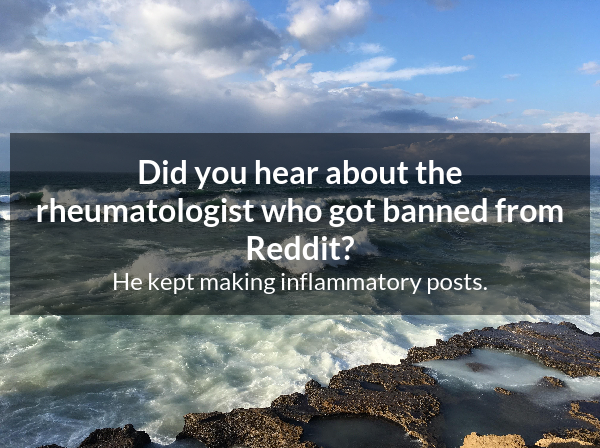 Did you hear about the
rheumatologist who got banned from
Reddit?
He kept making inflammatory posts.